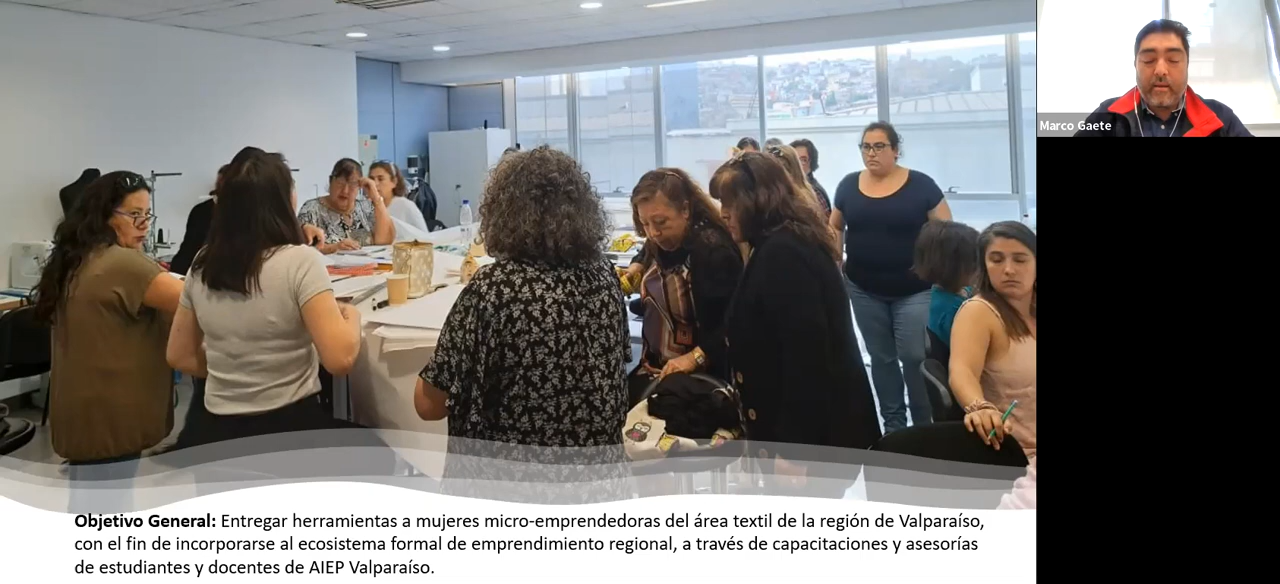 Marco Gaete
Objetivo General: Entregar herramientas a mujeres micro-emprendedoras del área textil de la región de Valparaíso,
con el fin de incorporarse al ecosistema formal de emprendimiento regional, a través de capacitaciones y asesorías
de estudiantes y docentes de AIEP Valparaíso.